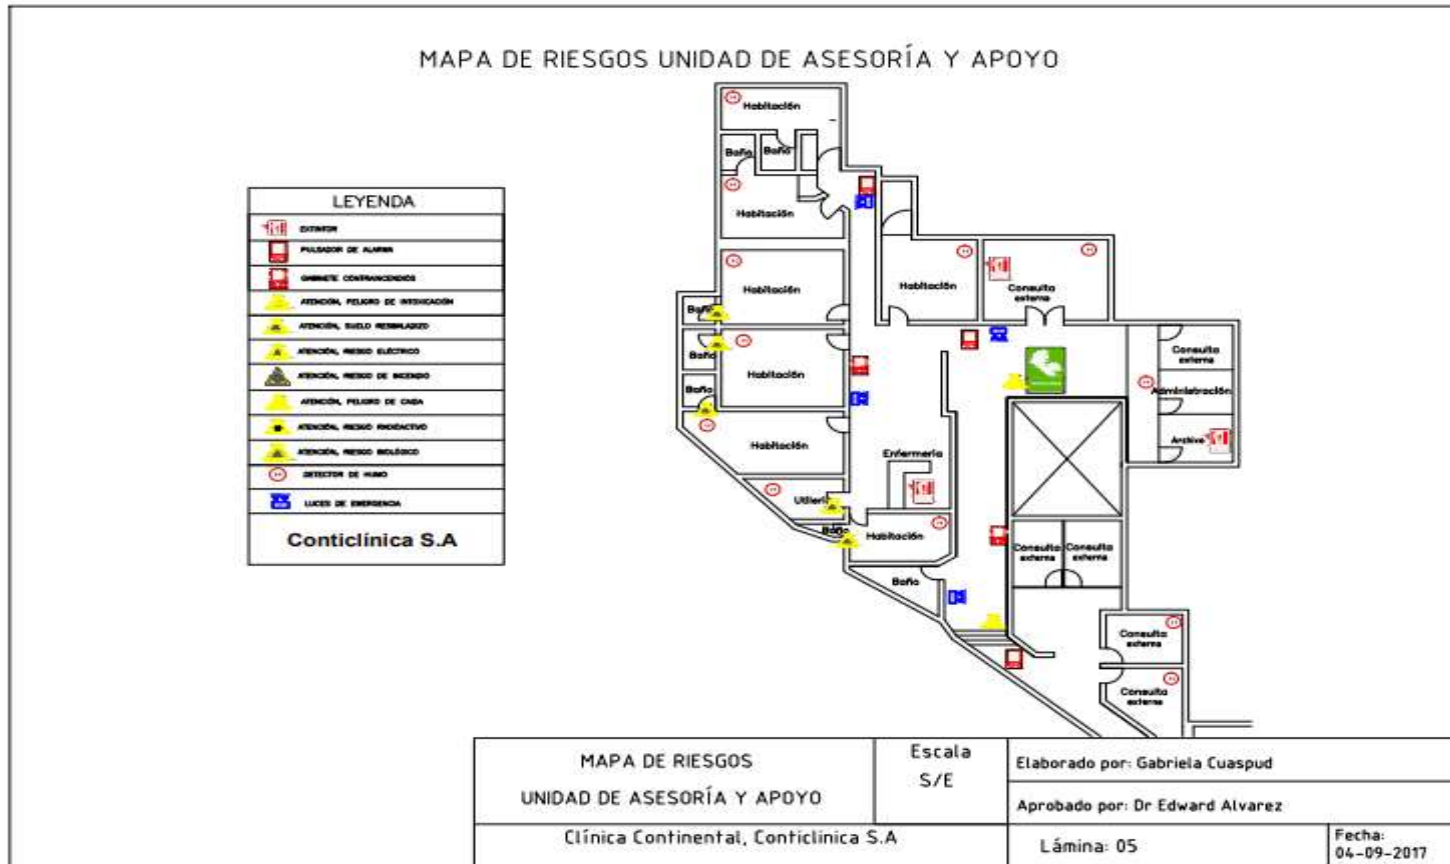 MAPA DE RIESGOS UNIDAD DE ASESORÍA Y APOYO
LEYENDA
EXTINTOR
PULSADOR DE ALARMA
GABINETE CONTRAINCENDIOS
ATENCIÓN, PELIGRO DE INTOXICACIÓN
ATENCIÓN, SUELO RESBALADIZO
ATENCIÓN, RIESGO ELÉCTRICO
ATENCIÓN, RIESGO DE INCENDIO
ATENCIÓN, PELIGRO DE CAIDA
ATENCIÓN, RIESGO RADIOACTIVO
ATENCIÓN, RIESGO BIOLÓGICO
DETECTOR DE HUMO
LUCES DE EMERGENCIA
Conticlínica S.A
Habitación
Baño
Baño
Habitación
Habitación
Habitación
Consulta
externa
Baño
Baño
Habitación
Consulta
externa
Administración
Baño
Habitación
Archivo
Enfermería
Utilería
Baño
Habitación
Consulta
externa
Consulta
externa
Baño
Consulta
externa
Consulta
externa
MAPA DE RIESGOS
UNIDAD DE ASESORÍA Y APOYO
Escala
S/E
Elaborado por: Gabriela Cuaspud
Aprobado por: Dr Edward Alvarez
Clínica Continental, Conticlinica S.A
Lámina: 05
Fecha:
04-09-2017